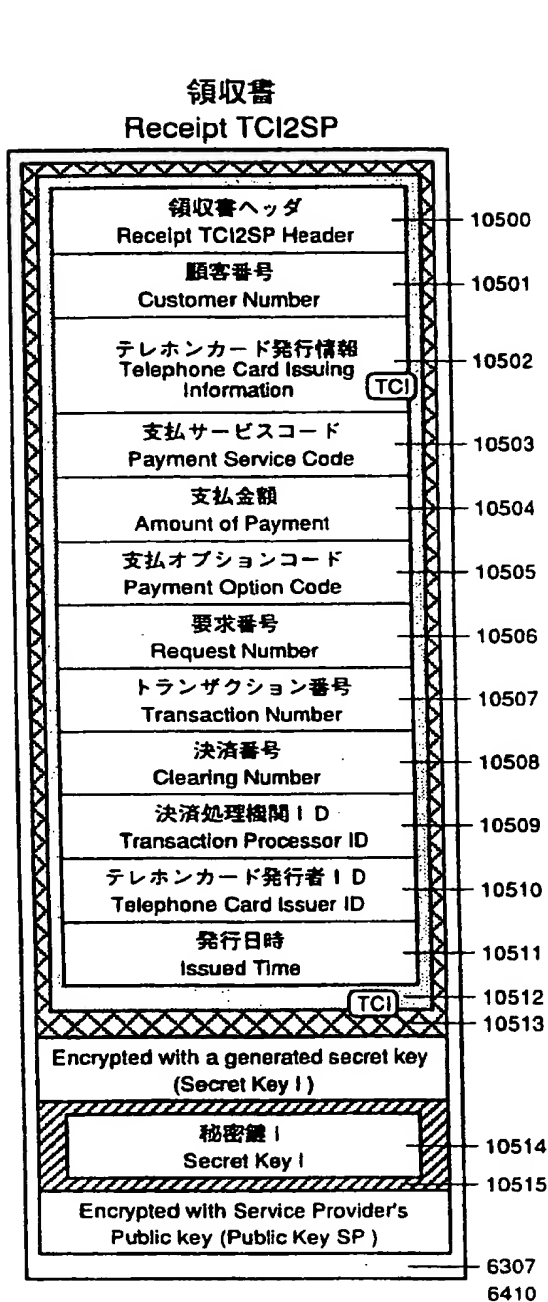 領収書
Receipt TCI2SP
領収書ヘッダ
Receipt TCI2SP Header
10500
顧客番号
Customer Number
10501
テレホンカード発行情報
Telephone Card Issuing
Information
10502
TCI
支払サービスコード
Payment Service Code
10503
支払金額
Amount of Payment
10504
支払オプションコード
Payment Option Code
10505
要求番号
Request Number
10506
トランザクション番号
Transaction Number
10507
決済番号
Clearing Number
10508
決済処理機関ID
Transaction Processor ID
10509
テレホンカード発行者ID
Telephone Card Issuer ID
10510
発行日時
Issued Time
10511
TCI
10512
10513
Encrypted with a generated secret key
(Secret Key I )
秘密鍵 I
Secret Key I
10514
10515
Encrypted with Service Provider's
Public key (Public Key SP )
6307
6410